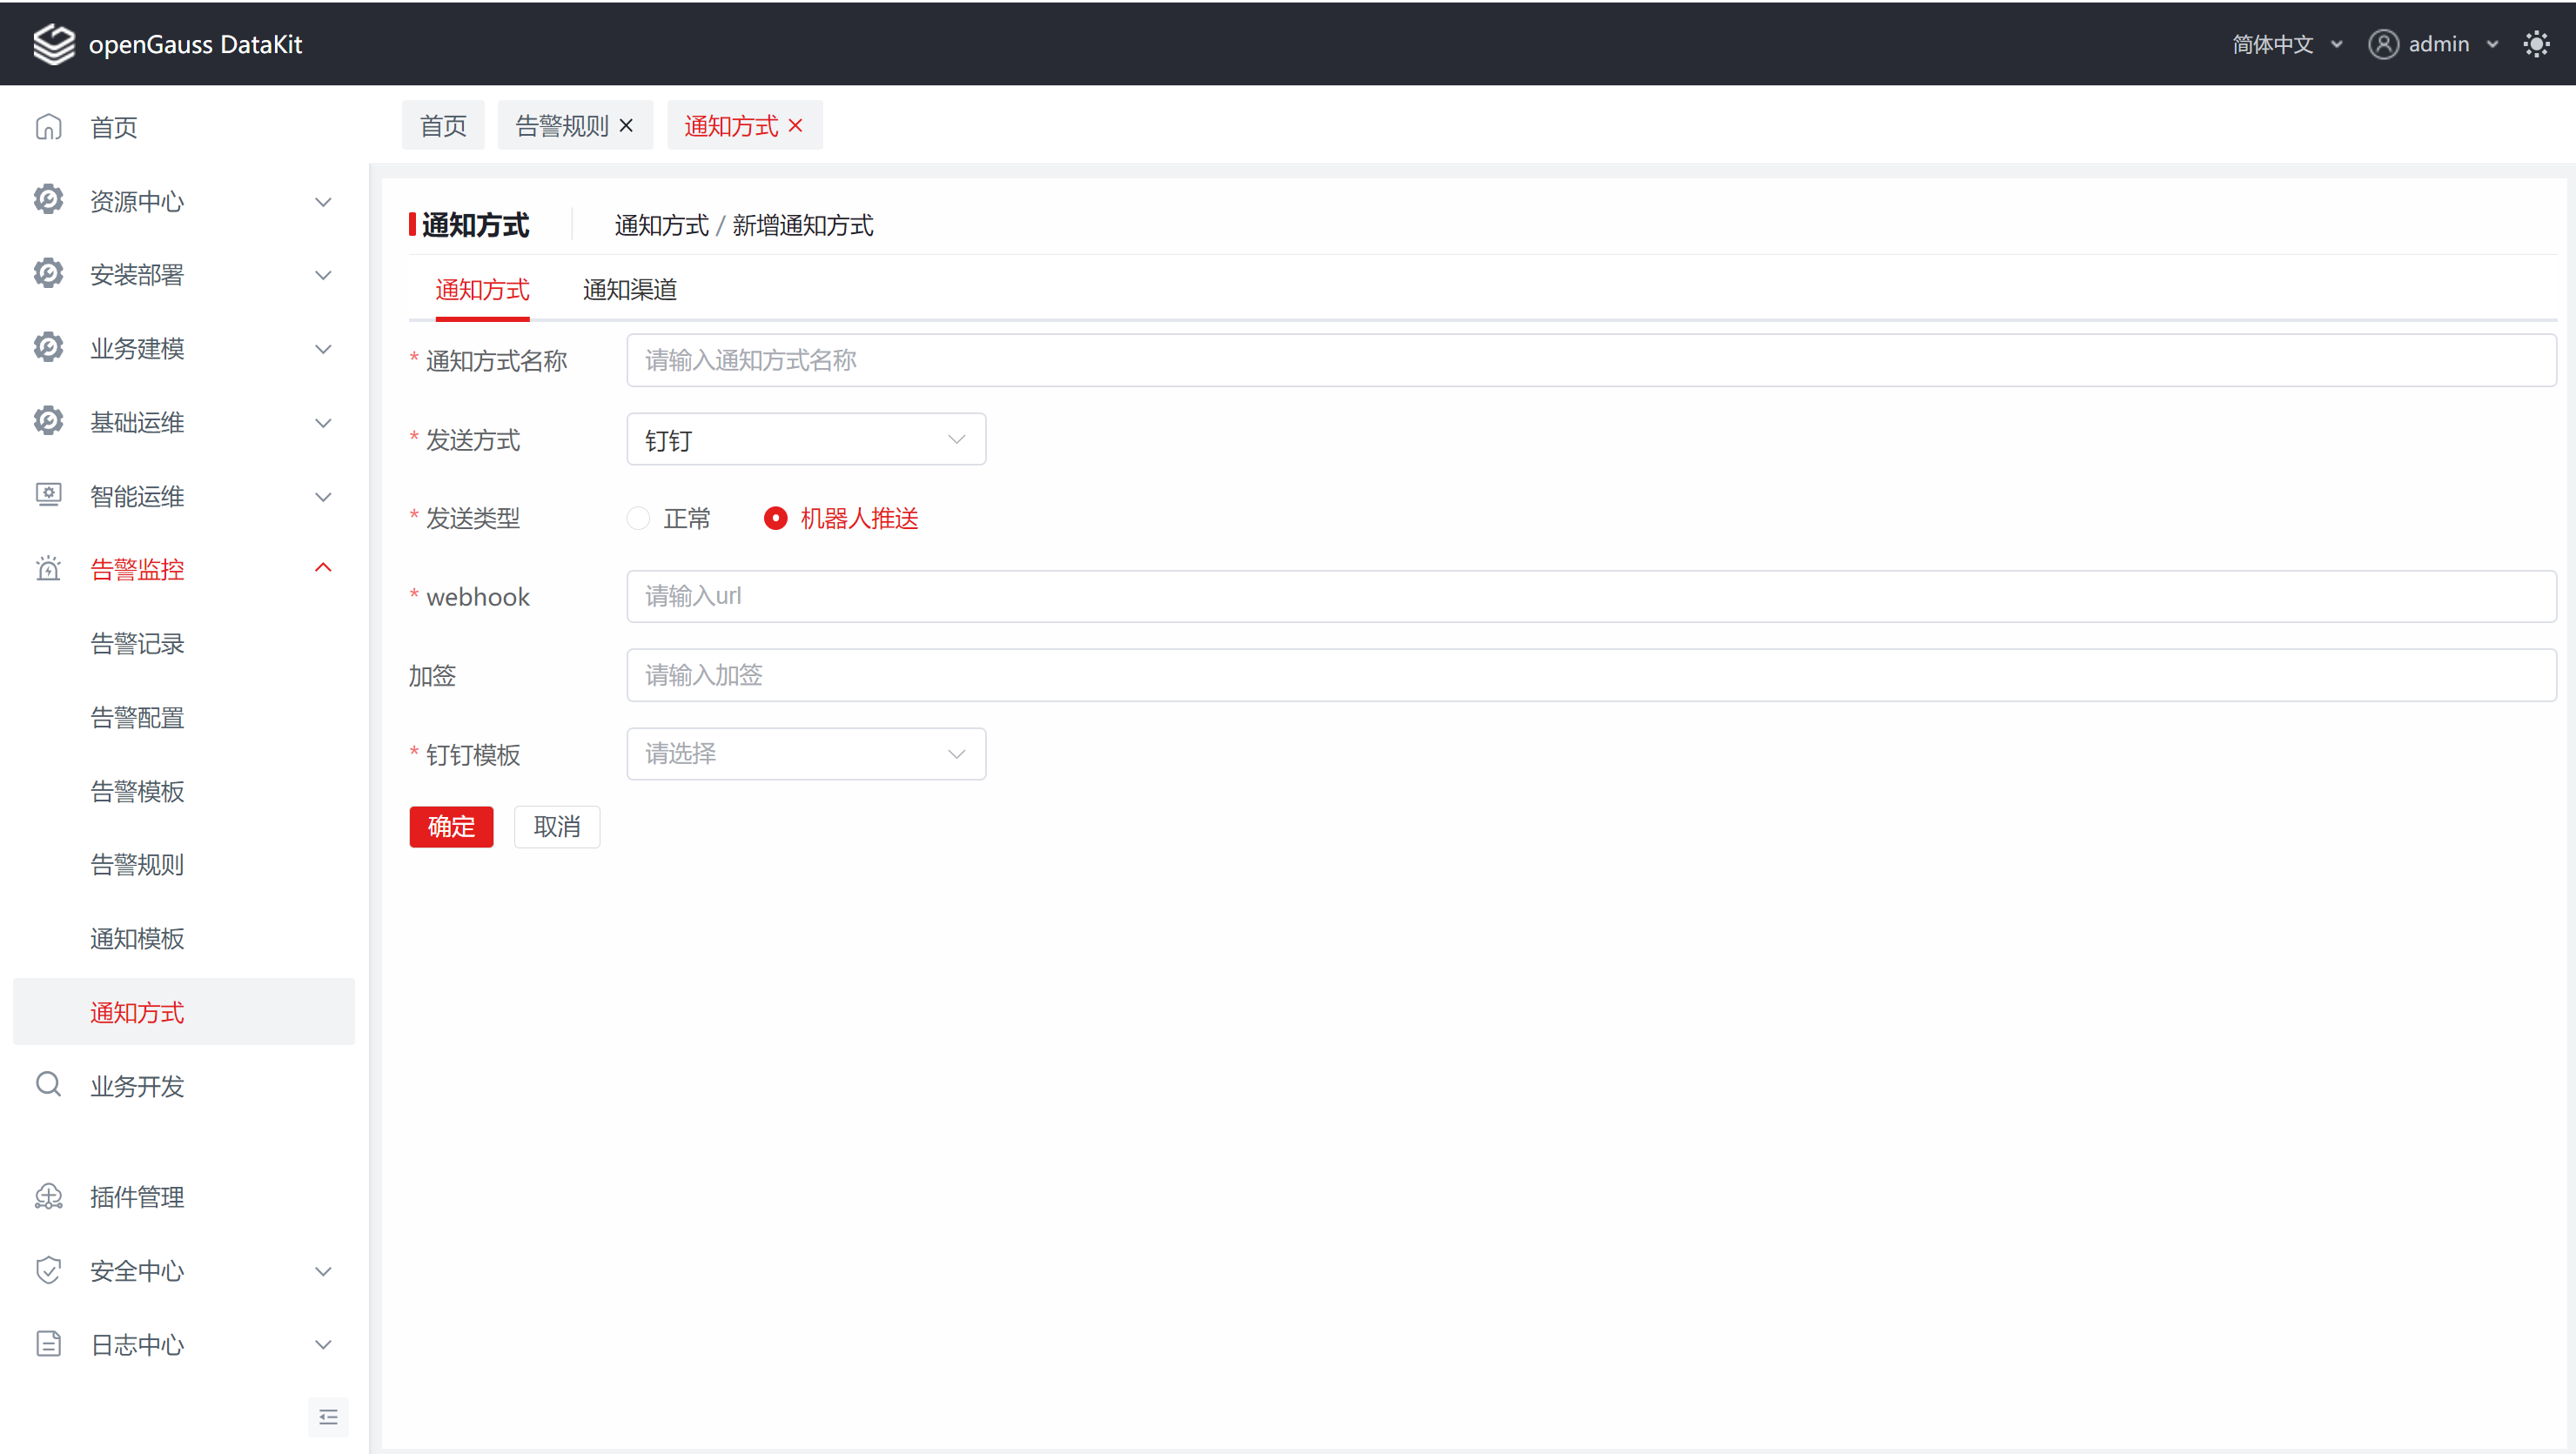 openGauss DataKit
简体中文
admin
首页
资源中心
安装部署
业务建模
基础运维
智能运维
告警监控
告警记录
告警配置
告警模板
告警规则
通知模板
通知方式
业务开发
插件管理
安全中心
日志中心
首页
告警规则
通知方式
通知方式
通知方式 / 新增通知方式
通知方式
通知渠道
* 通知方式名称
请输入通知方式名称
* 发送方式
钉钉
* 发送类型
正常
机器人推送
* webhook
请输入url
加签
请输入加签
* 钉钉模板
请选择
确定
取消